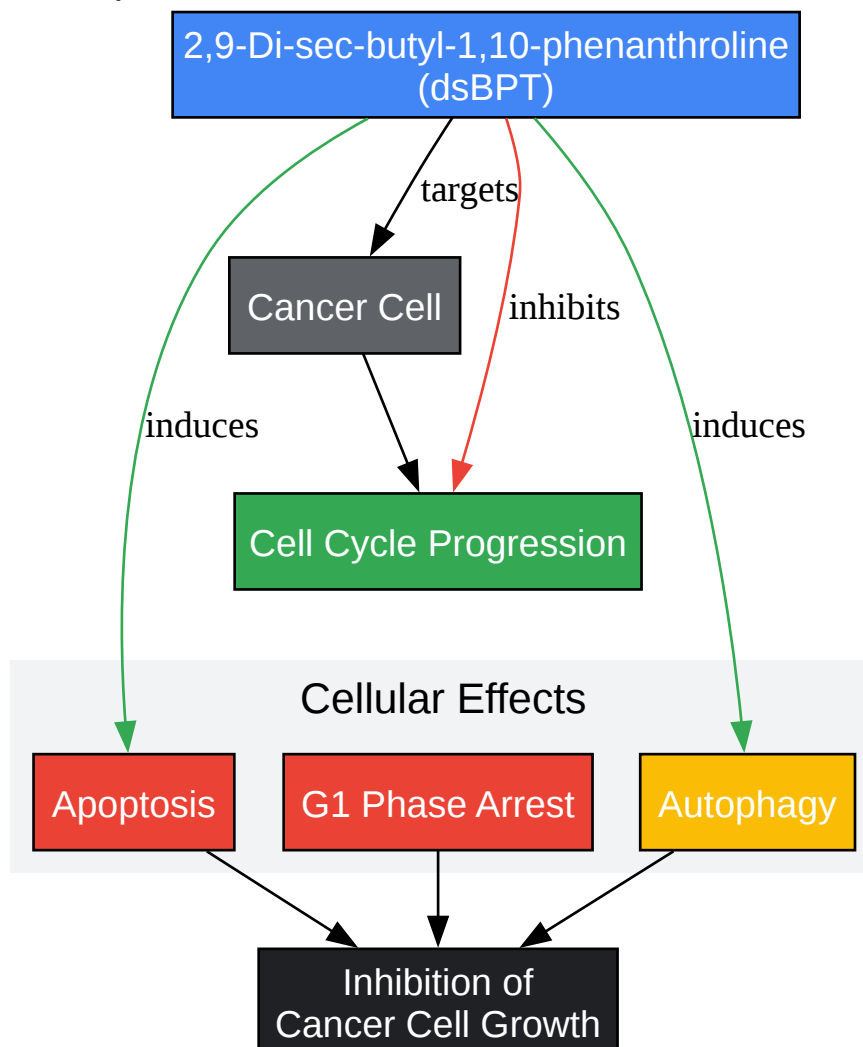 2,9-Di-sec-butyl-1,10-phenanthroline
(dsBPT)
targets
Cancer Cell
inhibits
induces
induces
Cell Cycle Progression
Cellular Effects
Apoptosis
G1 Phase Arrest
Autophagy
Inhibition of
Cancer Cell Growth